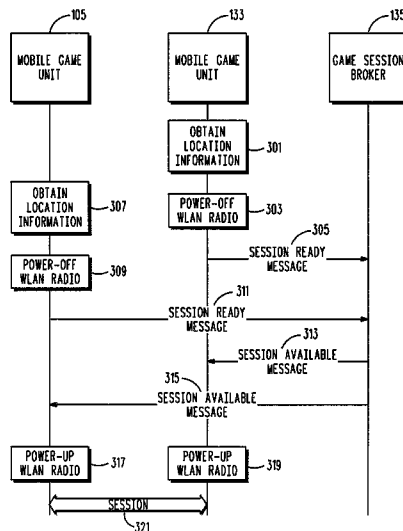 105
133
135
MOBILE GAME
UNIT
MOBILE GAME
UNIT
GAME SESSION
BROKER
OBTAIN
LOCATION
INFORMATION
301
OBTAIN
LOCATION
INFORMATION
307
POWER-OFF
WLAN RADIO
303
305
SESSION READY
MESSAGE
POWER-OFF
WLAN RADIO
309
311
SESSION READY
MESSAGE
313
SESSION AVAILABLE
MESSAGE
315
SESSION AVAILABLE
MESSAGE
POWER-UP
WLAN RADIO
317
POWER-UP
WLAN RADIO
319
SESSION
321